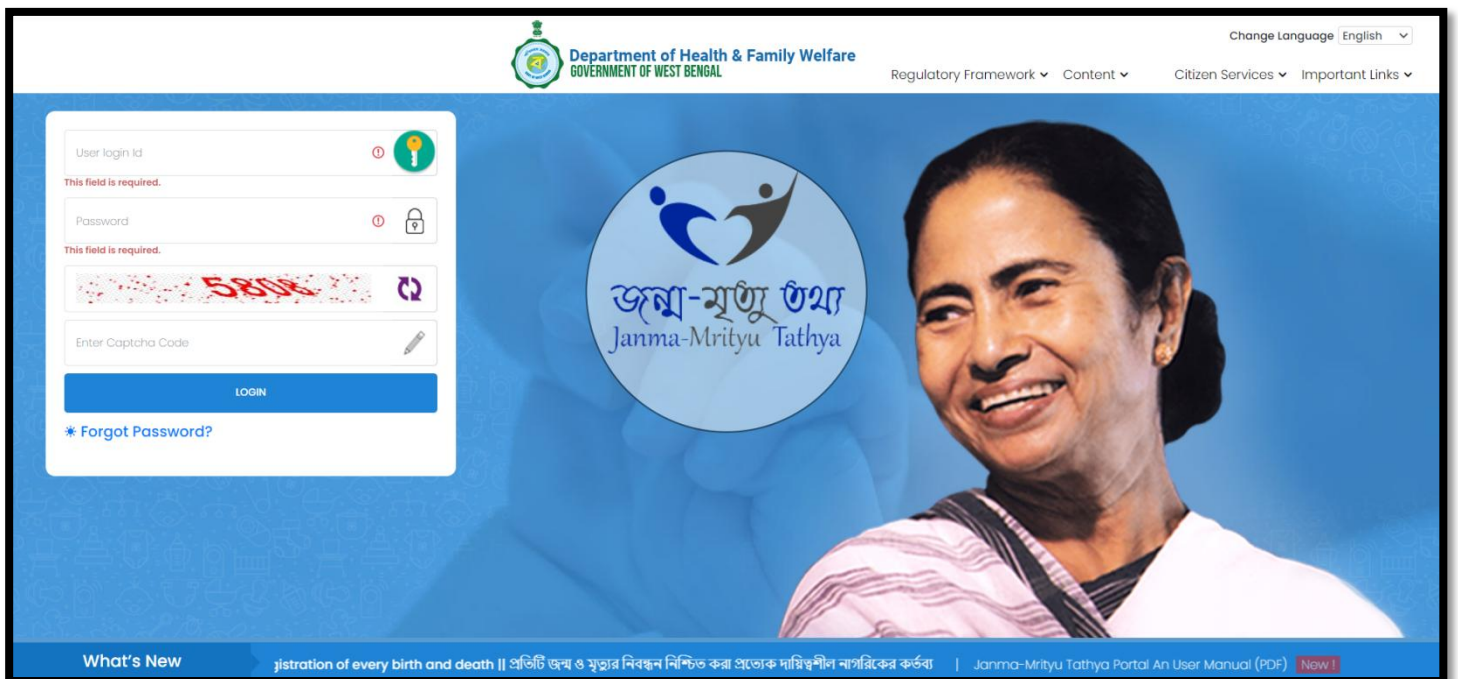 Change Language English
Department of Health & Family Welfare
GOVERNMENT OF WEST BENGAL
Regulatory Framework Content Citizen Services Important Links
User login Id
This field is required.
Password
This field is required.
5808
Enter Captcha Code
LOGIN
Forgot Password?
জন্ম-মৃত্যু তথ্য
Janma-Mrityu Tathya
What's New gistration of every birth and death || প্রতিটি জন্ম ও মৃত্যুর নিবন্ধন নিশ্চিত করা প্রত্যেক দায়িত্বশীল নাগরিকের কর্তব্য | Janma-Mrityu Tathya Portal An User Manual (PDF) New !